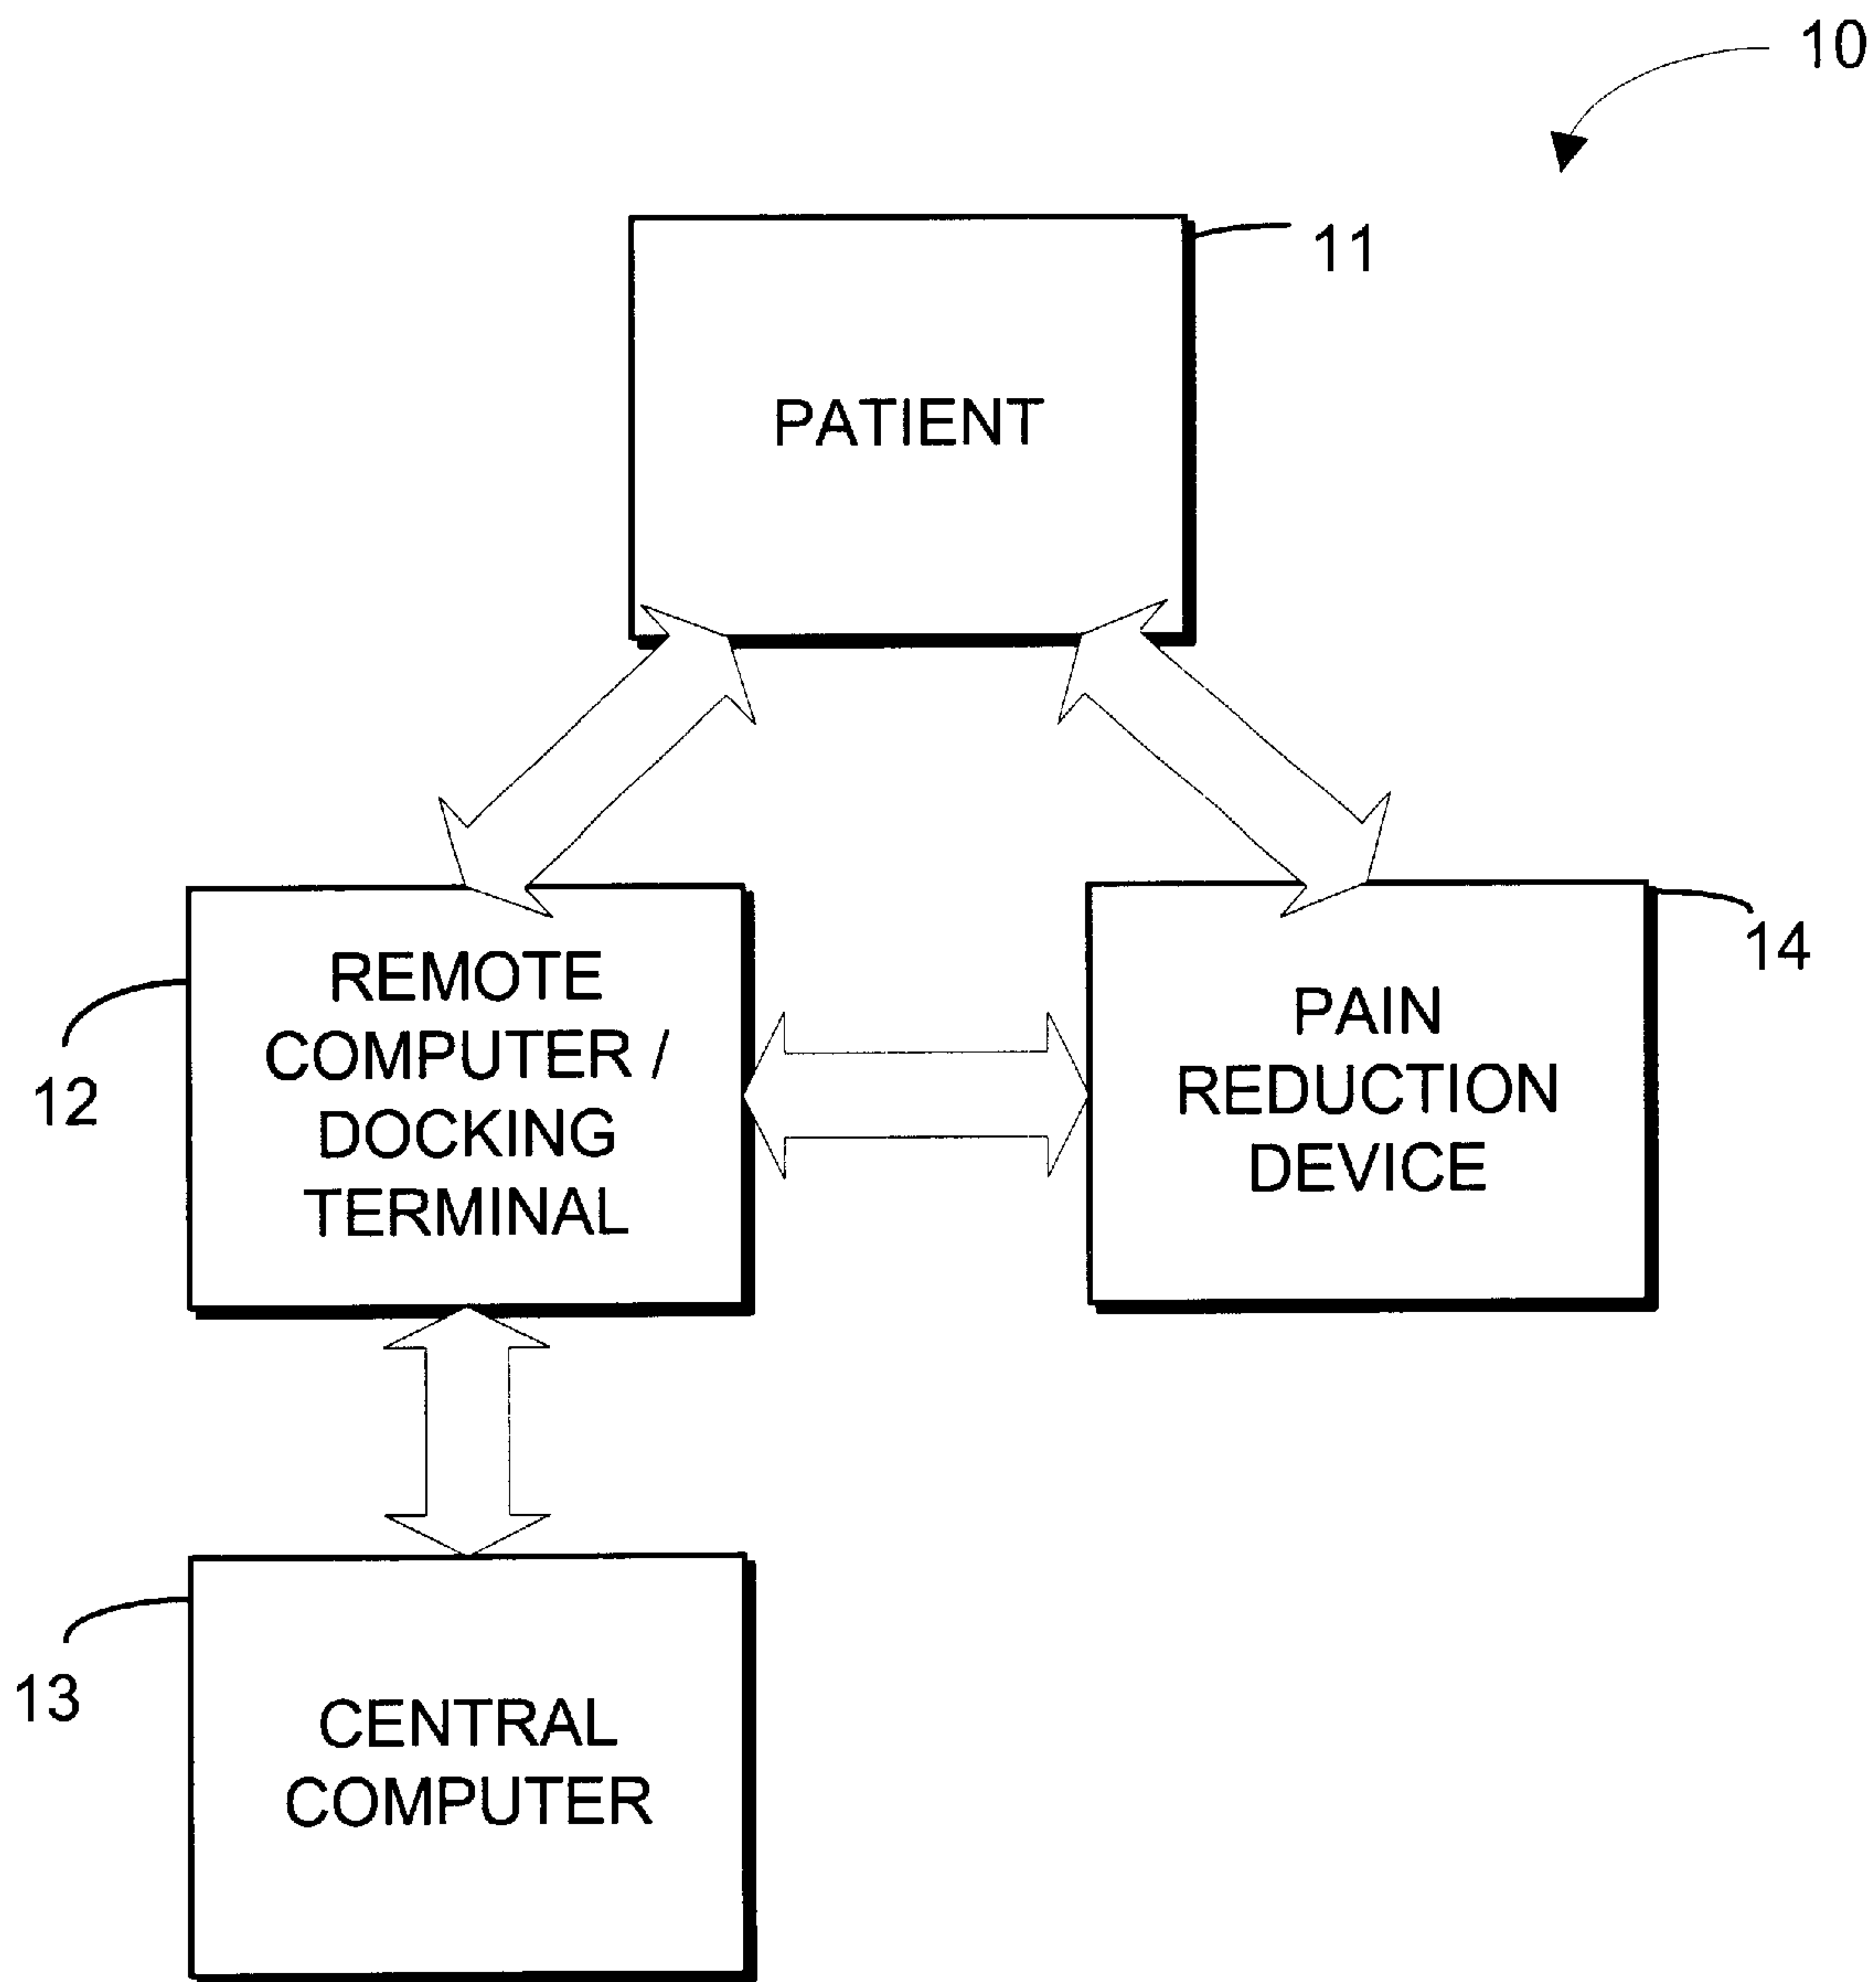 10
11
PATIENT
12
REMOTE
COMPUTER /
DOCKING
TERMINAL
14
PAIN
REDUCTION
DEVICE
13
CENTRAL
COMPUTER